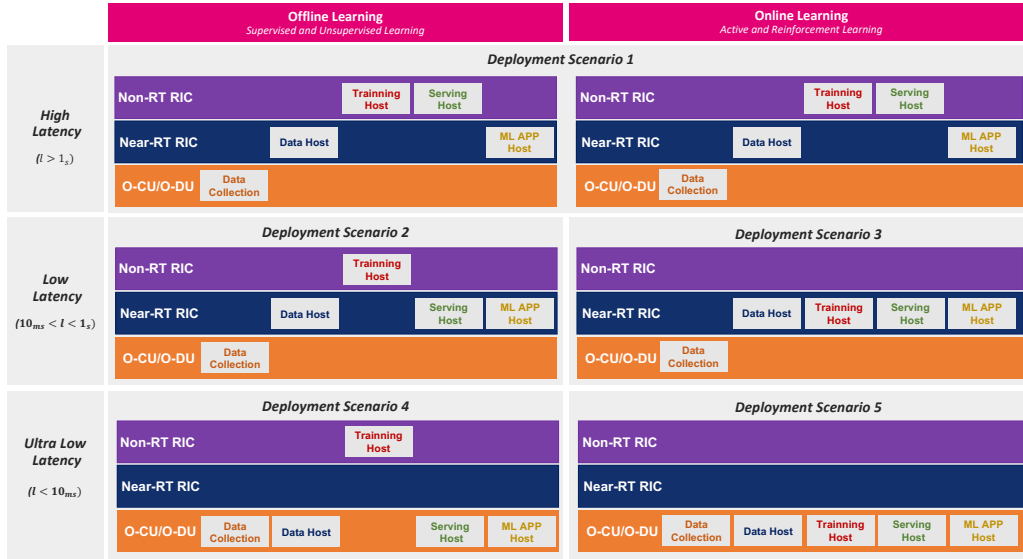 Offline Learning
Supervised and Unsupervised Learning
Online Learning
Active and Reinforcement Learning
High
Latency
(l > 1s)
Deployment Scenario 1
Non-RT RIC
Trainning
Host
Serving
Host
Near-RT RIC
Data Host
ML APP
Host
O-CU/O-DU
Data
Collection
Non-RT RIC
Trainning
Host
Serving
Host
Near-RT RIC
Data Host
ML APP
Host
O-CU/O-DU
Data
Collection
Low
Latency
(10ms < l < 1s)
Deployment Scenario 2
Non-RT RIC
Trainning
Host
Near-RT RIC
Data Host
Serving
Host
ML APP
Host
O-CU/O-DU
Data
Collection
Deployment Scenario 3
Non-RT RIC
Near-RT RIC
Data Host
Trainning
Host
Serving
Host
ML APP
Host
O-CU/O-DU
Data
Collection
Ultra Low
Latency
(l < 10ms)
Deployment Scenario 4
Non-RT RIC
Trainning
Host
Near-RT RIC
O-CU/O-DU
Data
Collection
Data Host
Serving
Host
ML APP
Host
Deployment Scenario 5
Non-RT RIC
Near-RT RIC
O-CU/O-DU
Data
Collection
Data Host
Trainning
Host
Serving
Host
ML APP
Host